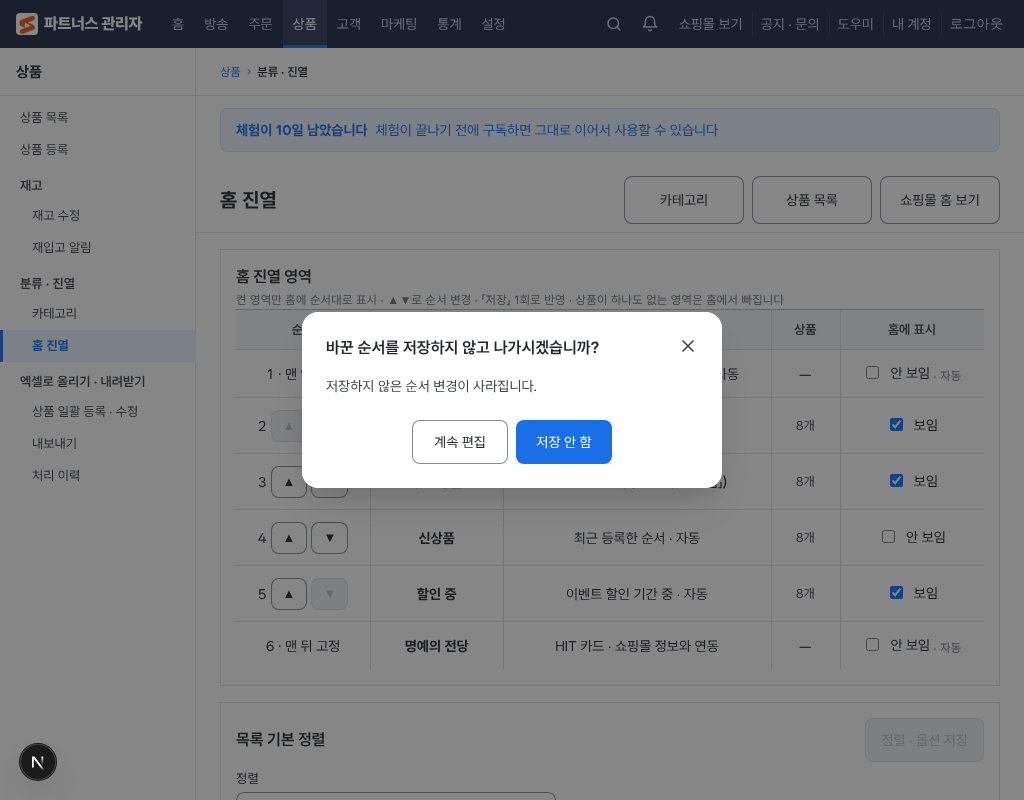 파트너스 관리자 홈 방송 주문 상품 고객 마케팅 통계 설정 쇼핑몰 보기 공지 · 문의 도우미 내 계정 로그아웃
상품
상품 › 분류 · 진열
상품 목록
상품 등록
재고
재고 수정
재입고 알림
분류 · 진열
카테고리
홈 진열
엑셀로 올리기 · 내려받기
상품 일괄 등록 · 수정
내보내기
처리 이력
체험이 10일 남았습니다 체험이 끝나기 전에 구독하면 그대로 이어서 사용할 수 있습니다
홈 진열 카테고리 상품 목록 쇼핑몰 홈 보기
홈 진열 영역
켠 영역만 홈에 순서대로 표시 · ▲▼로 순서 변경 · 「저장」 1회로 반영 · 상품이 하나도 없는 영역은 홈에서 빠집니다
상품 홈에 표시
바꾼 순서를 저장하지 않고 나가시겠습니까?
저장하지 않은 순서 변경이 사라집니다.
계속 편집 저장 안 함
1 · 맨 — 안 보임 · 자동
2 ▲ 8개 보임
3 ▲ 8개 보임
4 ▲ ▼ 신상품 최근 등록한 순서 · 자동 8개 안 보임
5 ▲ ▼ 할인 중 이벤트 할인 기간 중 · 자동 8개 보임
6 · 맨 뒤 고정 명예의 전당 HIT 카드 · 쇼핑몰 정보와 연동 — 안 보임 · 자동
목록 기본 정렬 정렬 · 옵션 저장
정렬
N